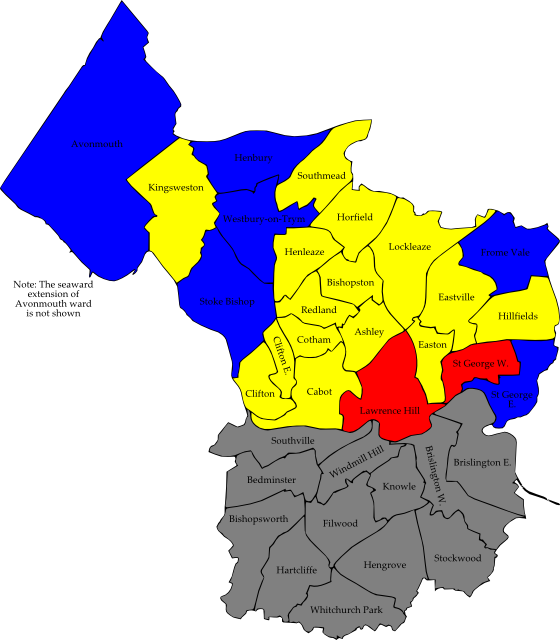 Avonmouth
Henbury
Southmead
Kingsweston
Westbury-on-Trym
Horfield
Lockleaze
Frome Vale
Henleaze
Note: The seaward
extension of
Avonmouth ward
is not shown
Bishopston
Eastville
Stoke Bishop
Redland
Hillfields
Ashley
Cotham
Easton
Clifton E.
St George W.
Clifton
Cabot
St George
E.
Lawrence Hill
Southville
Windmill Hill
Brislington W.
Brislington E.
Bedminster
Knowle
Bishopsworth
Filwood
Stockwood
Hengrove
Hartcliffe
Whitchurch Park